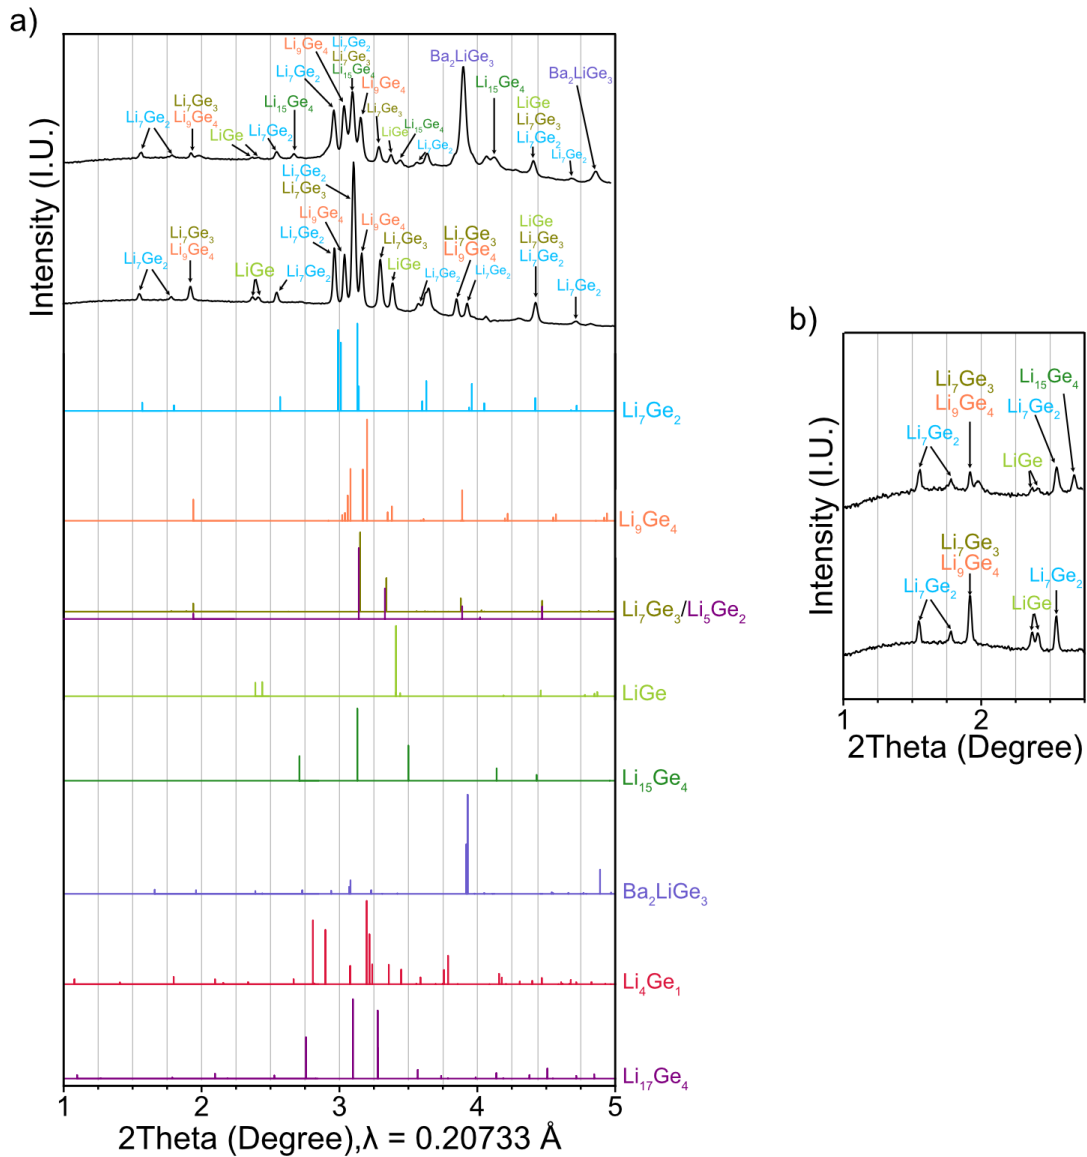 a)
Intensity (I.U.)
Li₉Ge₄
Li₇Ge₂
Li₇Ge₃
Li₁₅Ge₄
Li₇Ge₂
Li₉Ge₄
Ba₂LiGe₃
Li₁₅Ge₄
Ba₂LiGe₃
Li₇Ge₂
Li₇Ge₃
Li₉Ge₄
LiGe
Li₁₅Ge₄
Li₇Ge₂
Li₇Ge₃
LiGe
Li₁₅Ge₄
Li₇Ge₂
LiGe
Li₇Ge₃
Li₇Ge₂
Li₇Ge₂
Li₇Ge₂
Li₇Ge₃
Li₉Ge₄
Li₇Ge₂
Li₉Ge₄
Li₇Ge₃
LiGe
Li₇Ge₂
Li₇Ge₃
Li₉Ge₄
Li₇Ge₂
LiGe
Li₇Ge₃
Li₇Ge₂
Li₇Ge₂
Li₇Ge₂
Li₇Ge₃
Li₉Ge₄
LiGe
Li₇Ge₂
Li₇Ge₂
Li₉Ge₄
Li₇Ge₃/Li₅Ge₂
LiGe
Li₁₅Ge₄
Ba₂LiGe₃
Li₄Ge₁
Li₁₇Ge₄
1 2 3 4 5
2Theta (Degree),λ = 0.20733 Å
b)
Intensity (I.U.)
Li₇Ge₃
Li₉Ge₄
Li₁₅Ge₄
Li₇Ge₂
Li₇Ge₂
LiGe
Li₇Ge₃
Li₉Ge₄
Li₇Ge₂
Li₇Ge₂
LiGe
1 2
2Theta (Degree)